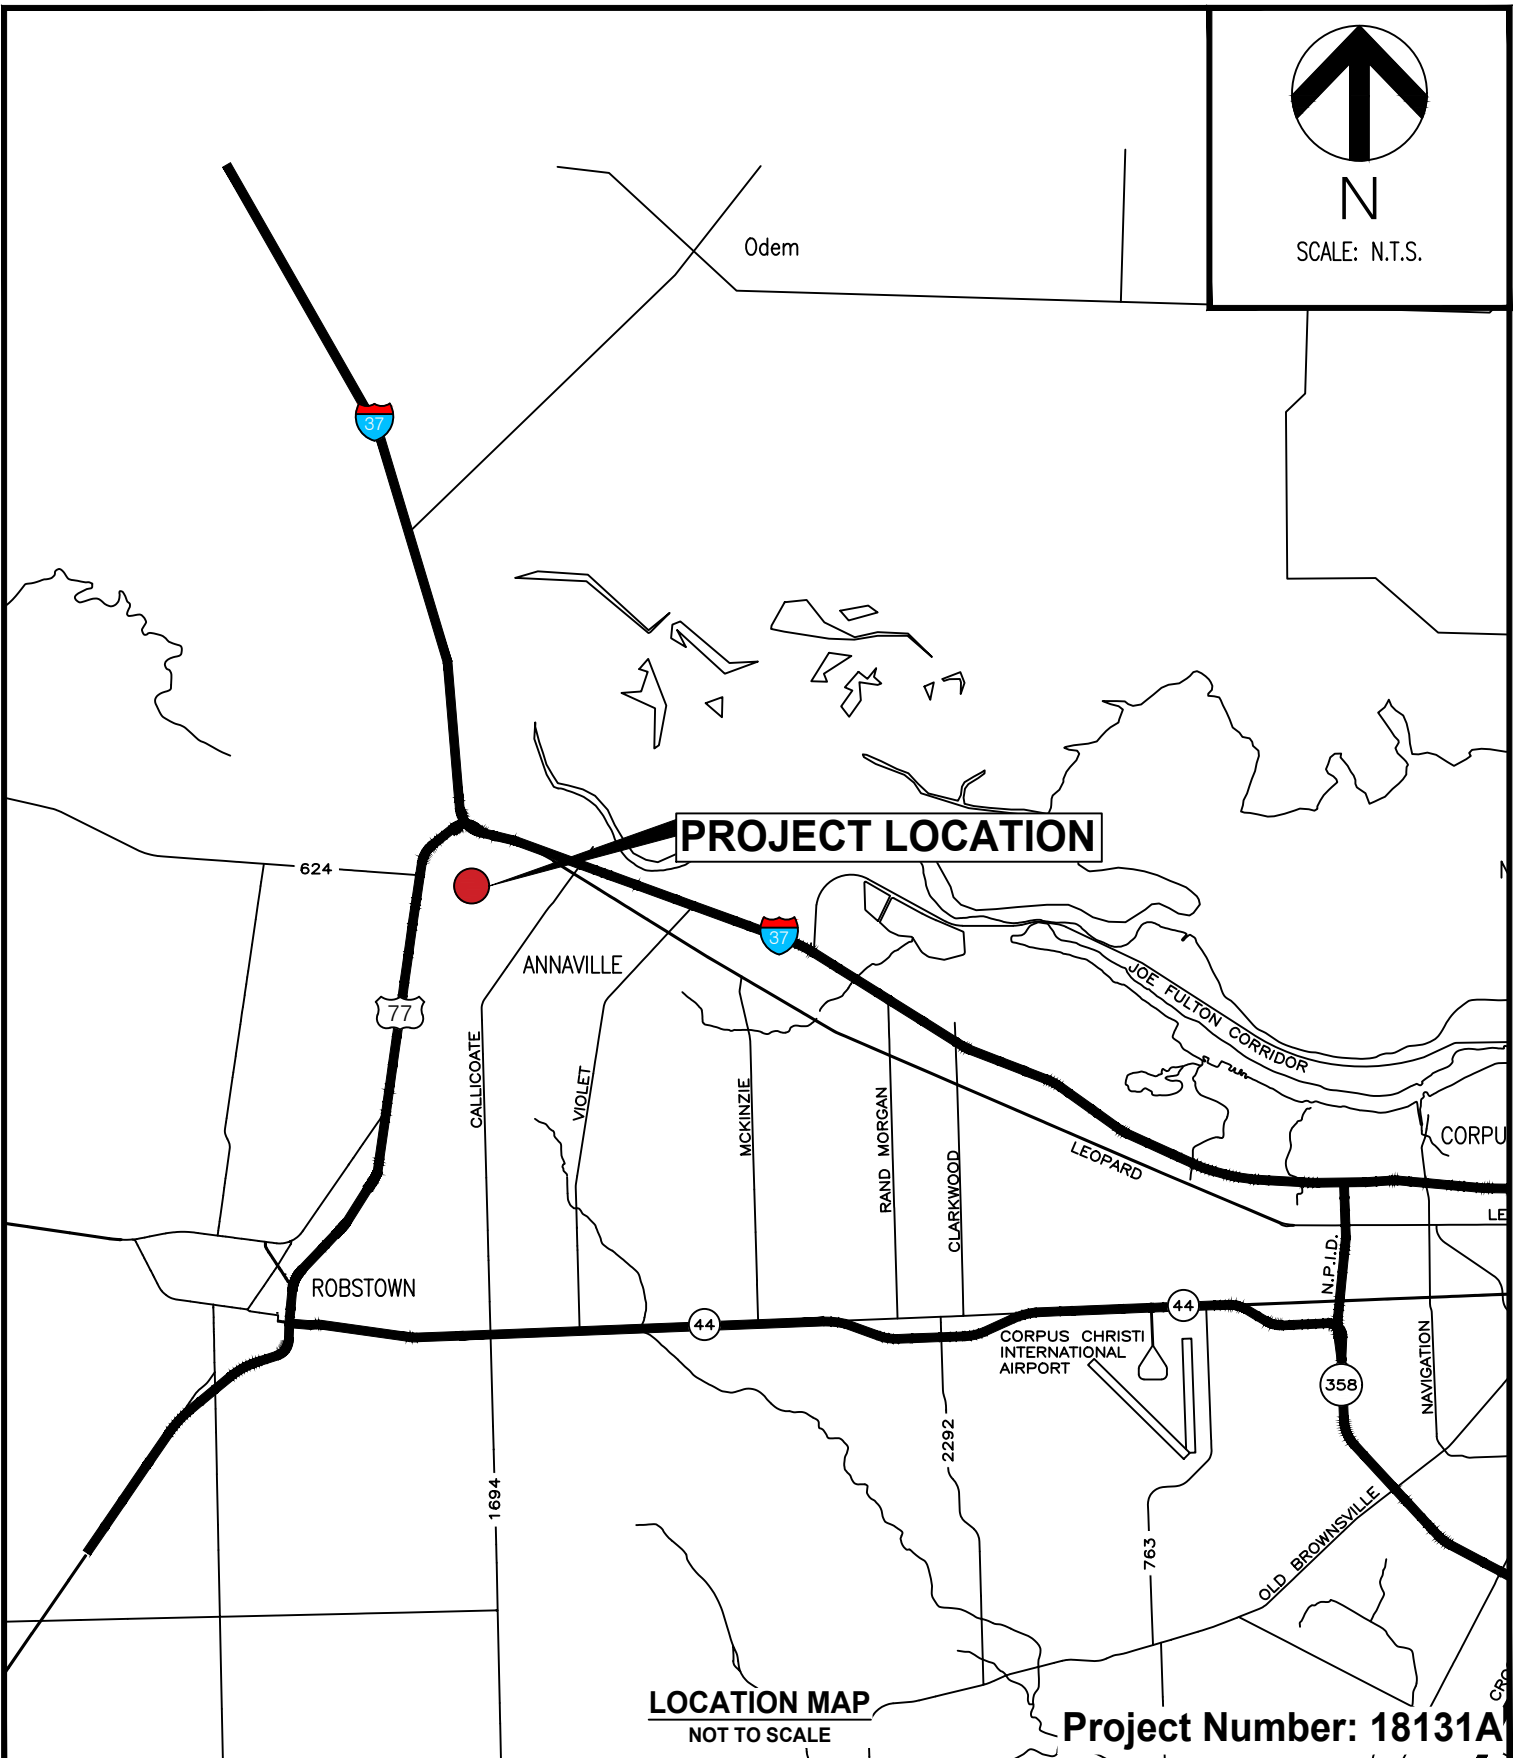 N
SCALE: N.T.S.
Odem
37
PROJECT LOCATION
624
37
ANNAVILLE
77
JOE FULTON CORRIDOR
CALLICOATE
VIOLET
MCKINZIE
RAND MORGAN
CLARKWOOD
LEOPARD
CORPU
LE
N.P.I.D.
ROBSTOWN
44
44
CORPUS CHRISTI
INTERNATIONAL
AIRPORT
358
NAVIGATION
2292
1694
763
OLD BROWNSVILLE
CRO
LOCATION MAP
NOT TO SCALE
Project Number: 18131A